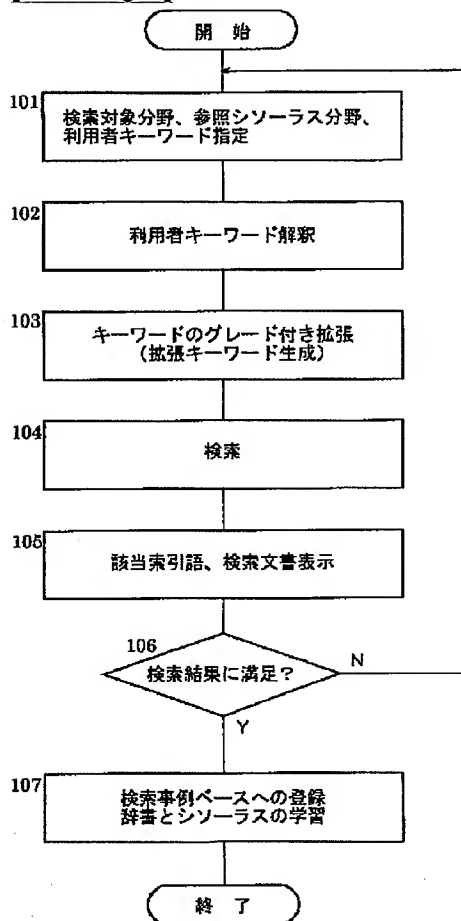 開 始
101
検索対象分野、参照シソーラス分野、
利用者キーワード指定
102
利用者キーワード解釈
103
キーワードのグレード付き拡張
(拡張キーワード生成)
104
検索
105
該当索引語、検索文書表示
106
検索結果に満足?
N
Y
107
検索事例ベースへの登録
辞書とシソーラスの学習
終 了